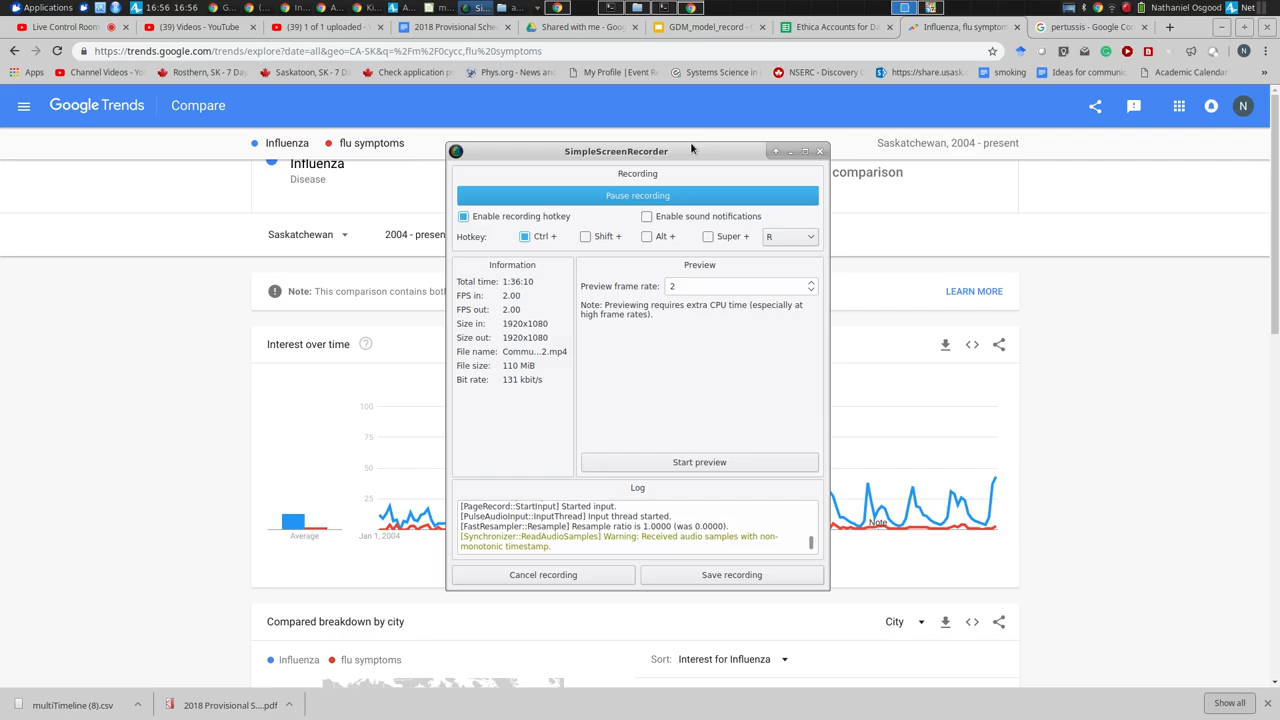 Applications
16:56
16:56
Nathaniel Osgood
Net
Live Control Room
(39) Videos - YouTube
(39) 1 of 1 uploaded - 
2018 Provisional Sche
Shared with me - Goog
GDM_model_record - G
Ethica Accounts for Da
Influenza, flu symptom
pertussis - Google Cor
https://trends.google.com/trends/explore?date=all&geo=CA-SK&q=%2Fm%2F0cycc,flu%20symptoms
Apps
Channel Videos - You
Rosthern, SK - 7 Day
Saskatoon, SK - 7 Da
Check application p
Phys.org - News and
My Profile |Event R
Systems Science in
NSERC - Discovery
https://share.usask.
smoking
Ideas for communic
Academic Calendar
Google Trends
Compare
N
Influenza
flu symptoms
Saskatchewan, 2004 - present
Influenza
Disease
comparison
Saskatchewan
2004 - presen
Note: This comparison contains both
LEARN MORE
Interest over time
100
75
50
25
Average
Jan 1, 2004
Note
SimpleScreenRecorder
Recording
Pause recording
Enable recording hotkey
Enable sound notifications
Hotkey:
Ctrl +
Shift +
Alt +
Super +
R
Information
Total time: 1:36:10
FPS in: 2.00
FPS out: 2.00
Size in: 1920x1080
Size out: 1920x1080
File name: Commu...2.mp4
File size: 110 MiB
Bit rate: 131 kbit/s
Preview
Preview frame rate: 2
Note: Previewing requires extra CPU time (especially at
high frame rates).
Start preview
Log
[PageRecord::StartInput] Started input.
[PulseAudioInput::InputThread] Input thread started.
[FastResampler::Resample] Resample ratio is 1.0000 (was 0.0000).
[Synchronizer::ReadAudioSamples] Warning: Received audio samples with non-
monotonic timestamp.
Cancel recording
Save recording
Compared breakdown by city
City
Influenza
flu symptoms
Sort: Interest for Influenza
multiTimeline (8).csv
2018 Provisional S....pdf
Show all